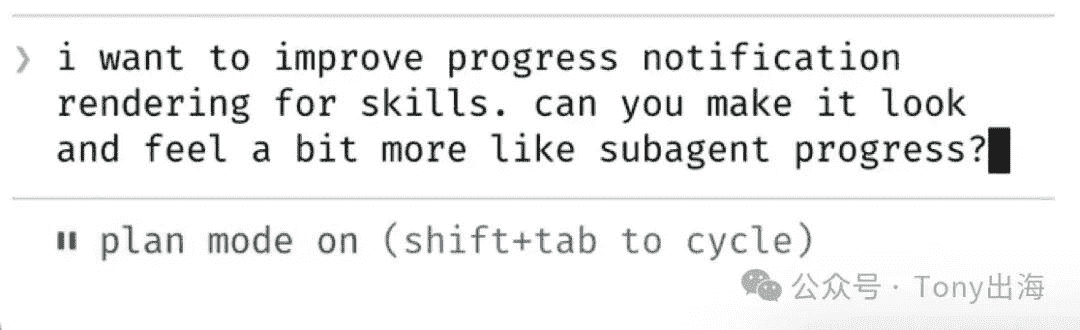 ❯ i want to improve progress notification
rendering for skills. can you make it look
and feel a bit more like subagent progress?
⏸ plan mode on (shift+tab to cycle)
公众号 · Tony出海